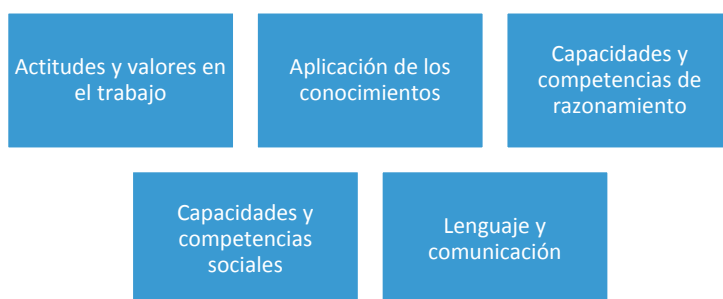 Actitudes y valores en
el trabajo
Aplicación de los
conocimientos
Capacidades y
competencias de
razonamiento
Capacidades y
competencias
sociales
Lenguaje y
comunicación